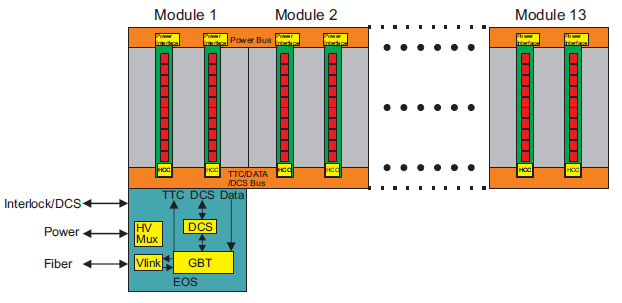 Module 1
Module 2
Module 13
Power
Interface
Power
Interface
Power Bus
Power
Interface
Power
Interface
Power
Interface
Power
Interface
HCC
HCC
HCC
HCC
HCC
HCC
TTC/DATA
/DCS Bus
TTC DCS Data
Interlock/DCS
Power
Fiber
HV
Mux
DCS
Vlink
GBT
EOS